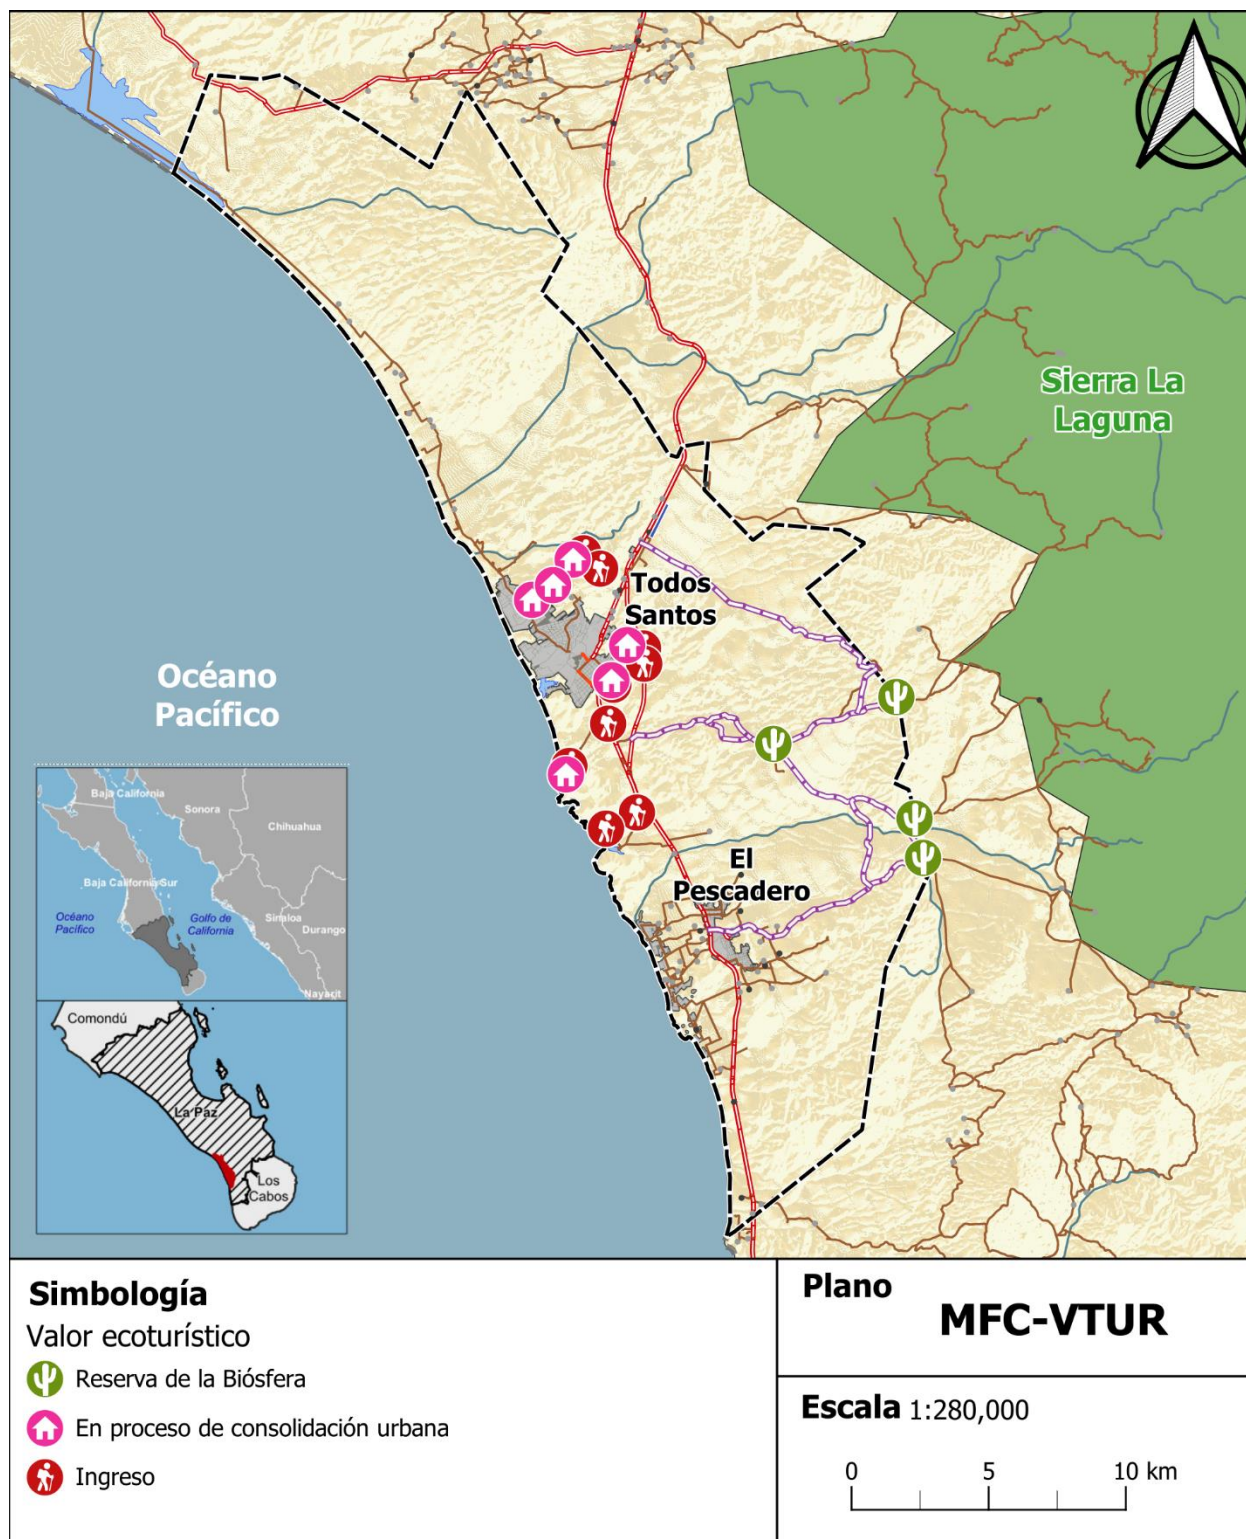 Sierra La
Laguna
Todos
Santos
Océano
Pacífico
El
Pescadero
Baja California
Sonora
Chihuahua
Baja California Sur
Océano
Pacífico
Golfo de
California
Sinaloa
Durango
Nayarit
Comondú
La Paz
Los
Cabos
Simbología
Valor ecoturístico
Reserva de la Biósfera
En proceso de consolidación urbana
Ingreso
Plano
MFC-VTUR
Escala 1:280,000
0 5 10 km